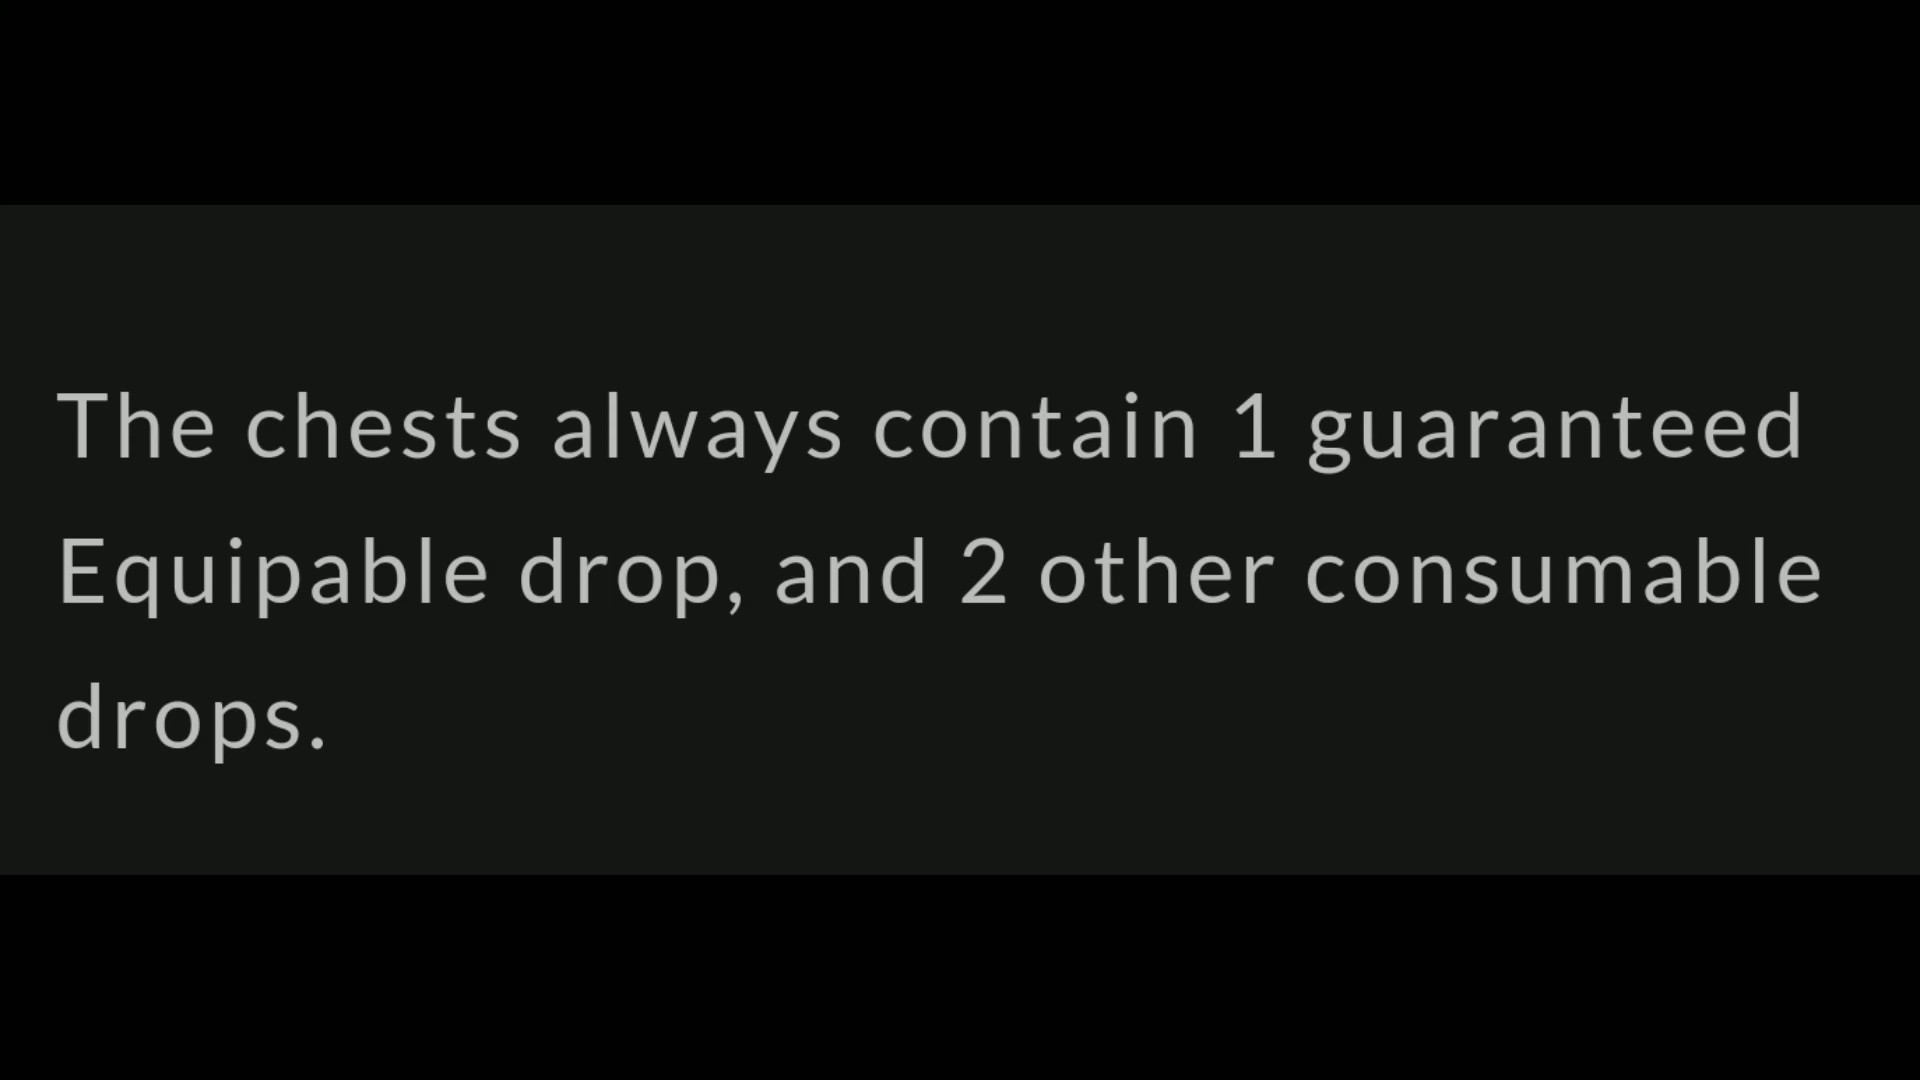 The chests always contain 1 guaranteed
Equipable drop, and 2 other consumable
drops.